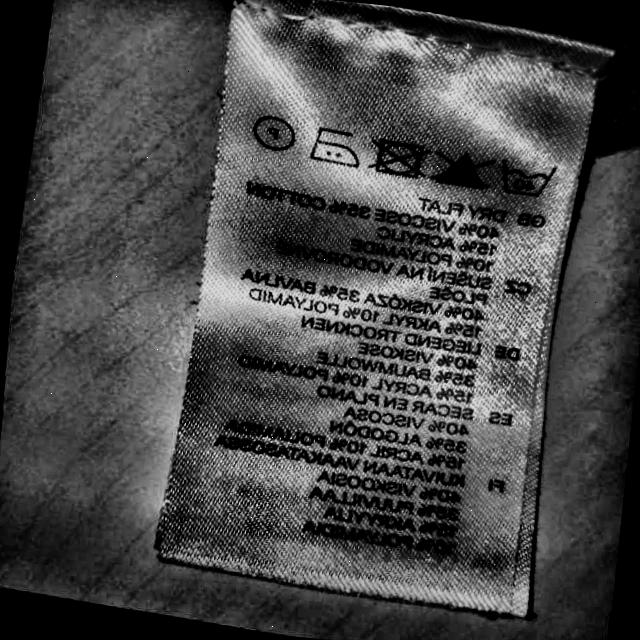 GB DRY FLAT
40% VISCOSE 35% COTTON
15% ACRYLIC
10% POLYAMIDE
CZ SUŠENÍ NA VODOROVNÉ
PLOŠE
40% VISKÓZA 35% BAVLNA
15% AKRYL 10% POLYAMID
DE LIEGEND TROCKNEN
40% VISKOSE
35% BAUMWOLLE
15% ACRYL 10% POLYAMID
ES SECAR EN PLANO
40% VISCOSA
35% ALGODÓN
15% ACRIL 10% POLIAMIDA
FI KUIVATAAN VAAKATASOSSA
40% VISKOOSIA
35% PUUVILLAA
15% AKRYYLIA